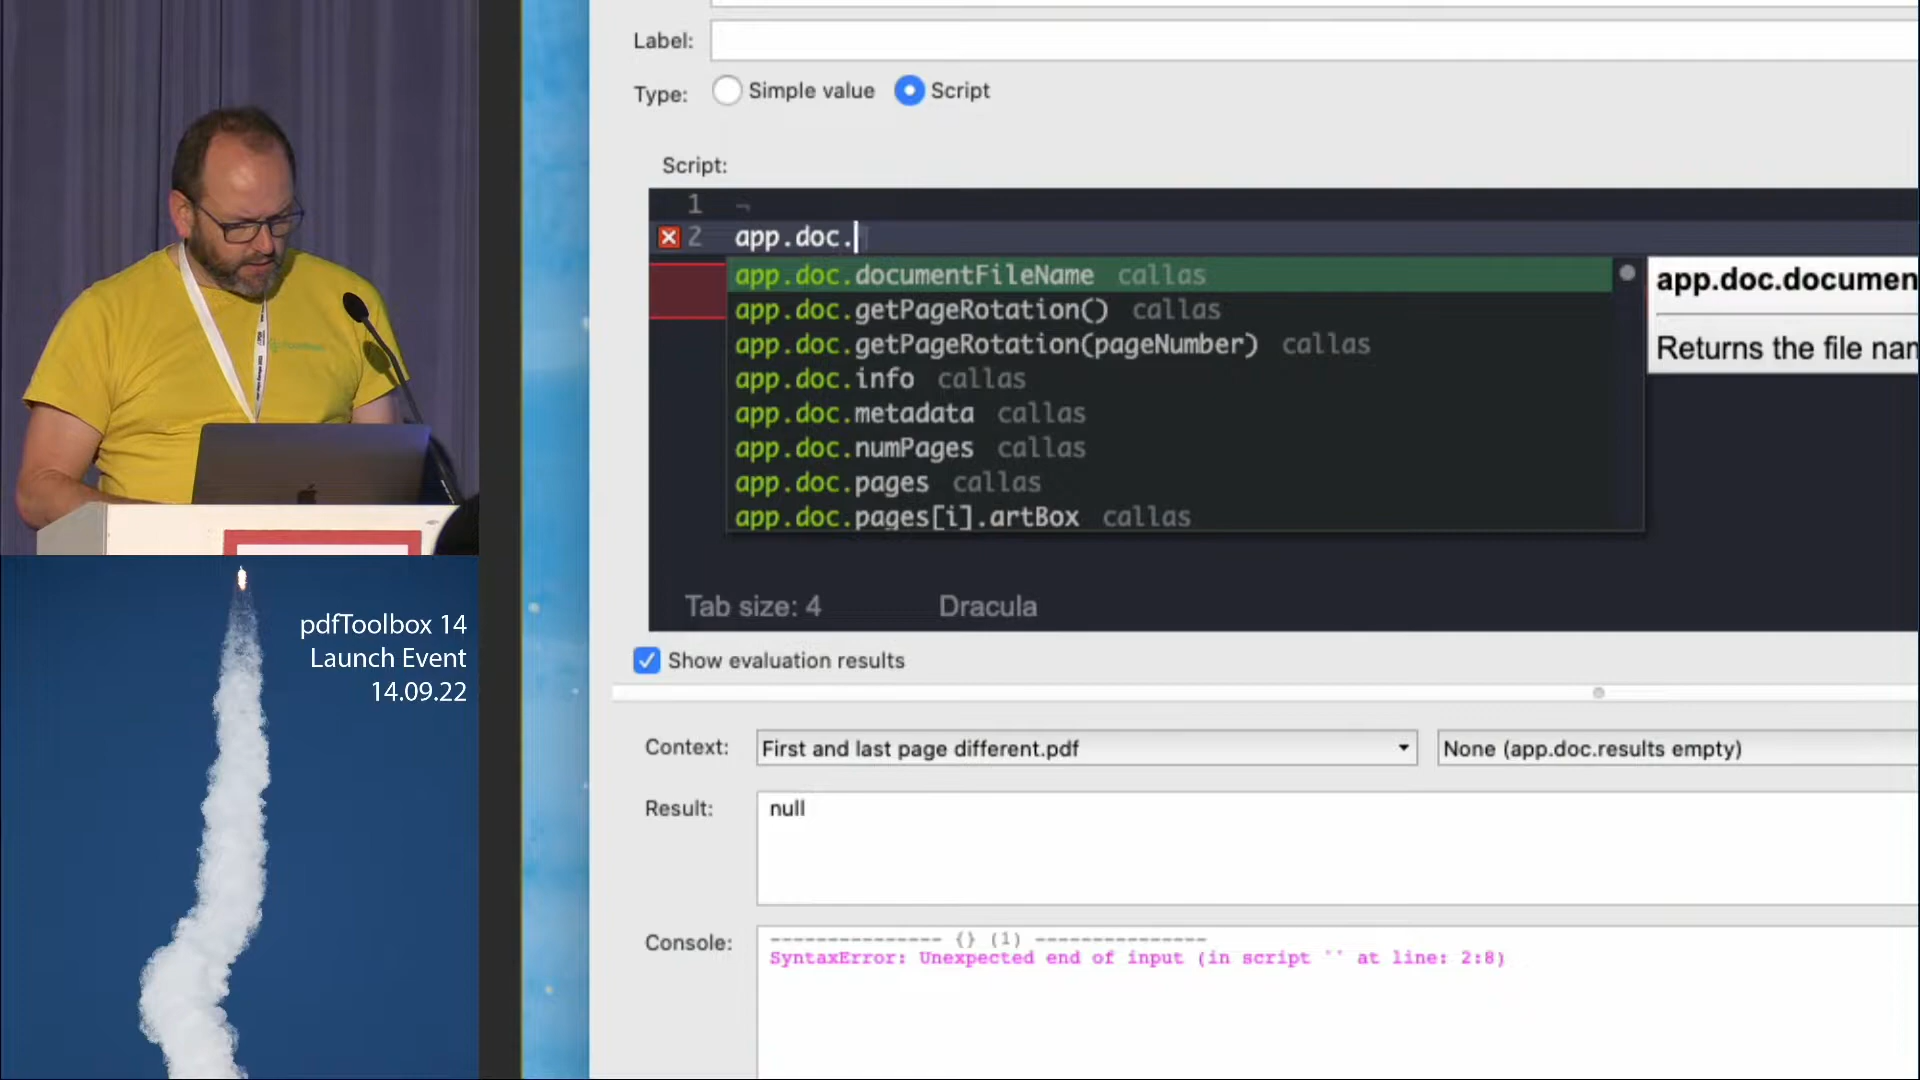 Label:
Type: Simple value Script
Script:
1 ¬
2 app.doc.
app.doc.documentFileName callas
app.doc.getPageRotation() callas
app.doc.getPageRotation(pageNumber) callas
app.doc.info callas
app.doc.metadata callas
app.doc.numPages callas
app.doc.pages callas
app.doc.pages[i].artBox callas
app.doc.documen
Returns the file nam
Tab size: 4 Dracula
Show evaluation results
Context: First and last page different.pdf None (app.doc.results empty)
Result: null
Console: --------------- {} (1) ---------------
SyntaxError: Unexpected end of input (in script `` at line: 2:8)
pdfToolbox 14
Launch Event
14.09.22